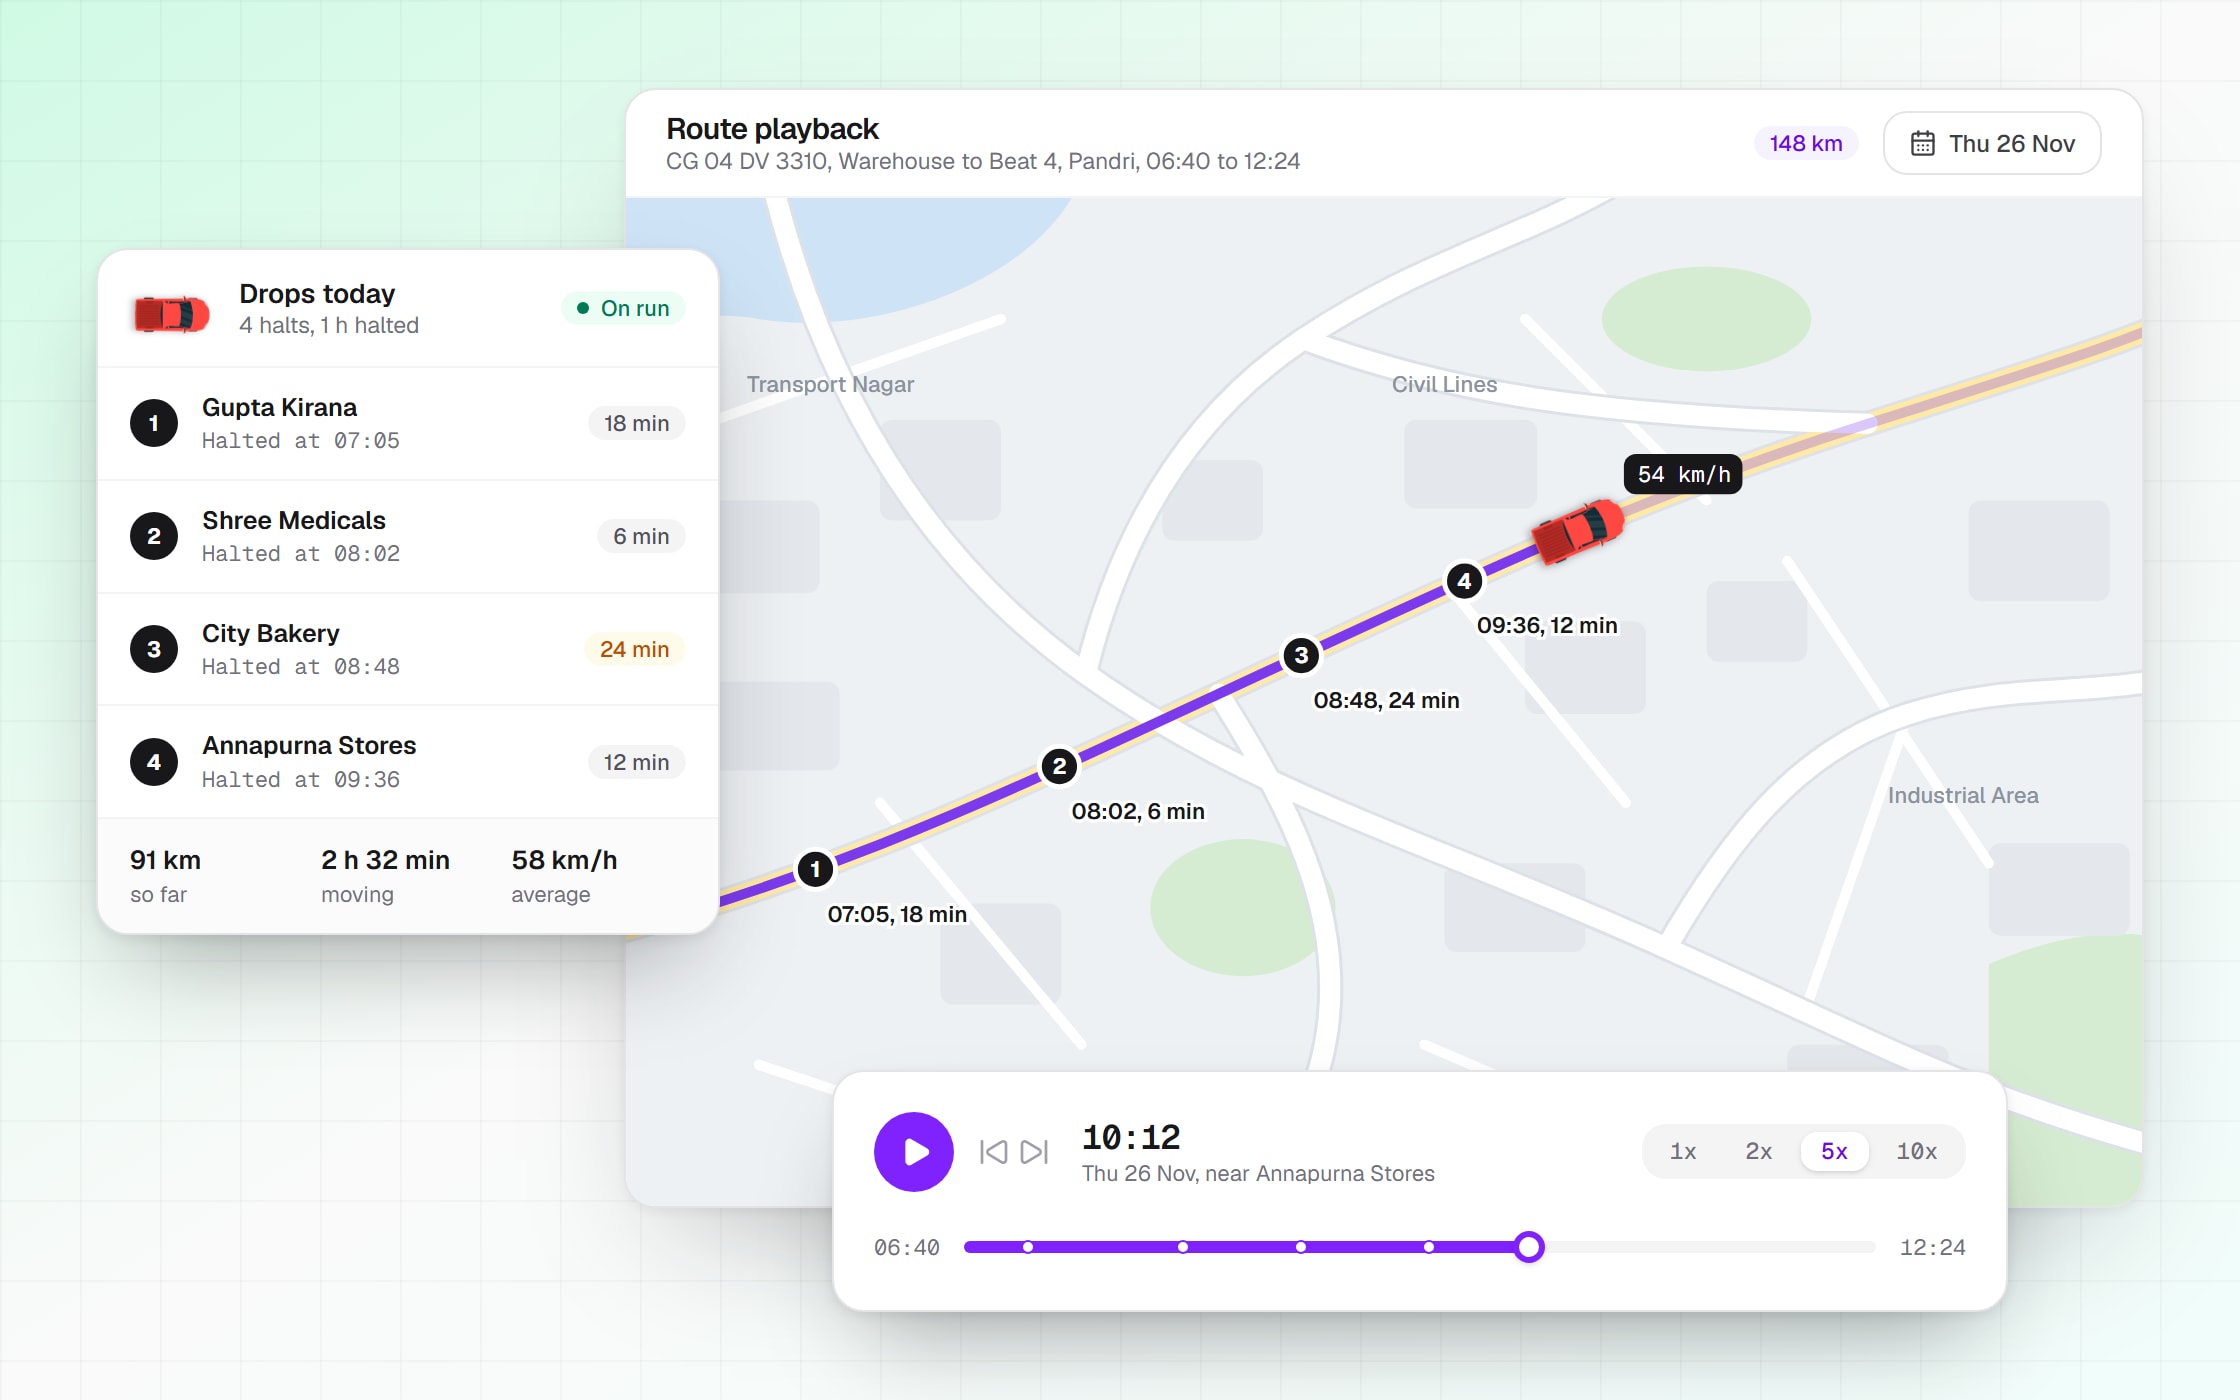 Route playback
CG 04 DV 3310, Warehouse to Beat 4, Pandri, 06:40 to 12:24
148 km
Thu 26 Nov
Drops today
4 halts, 1 h halted
On run
1
Gupta Kirana
Halted at 07:05
18 min
2
Shree Medicals
Halted at 08:02
6 min
3
City Bakery
Halted at 08:48
24 min
4
Annapurna Stores
Halted at 09:36
12 min
91 km
so far
2 h 32 min
moving
58 km/h
average
Transport Nagar
Civil Lines
54 km/h
4
09:36, 12 min
3
08:48, 24 min
2
08:02, 6 min
Industrial Area
1
07:05, 18 min
10:12
Thu 26 Nov, near Annapurna Stores
1x
2x
5x
10x
06:40
12:24